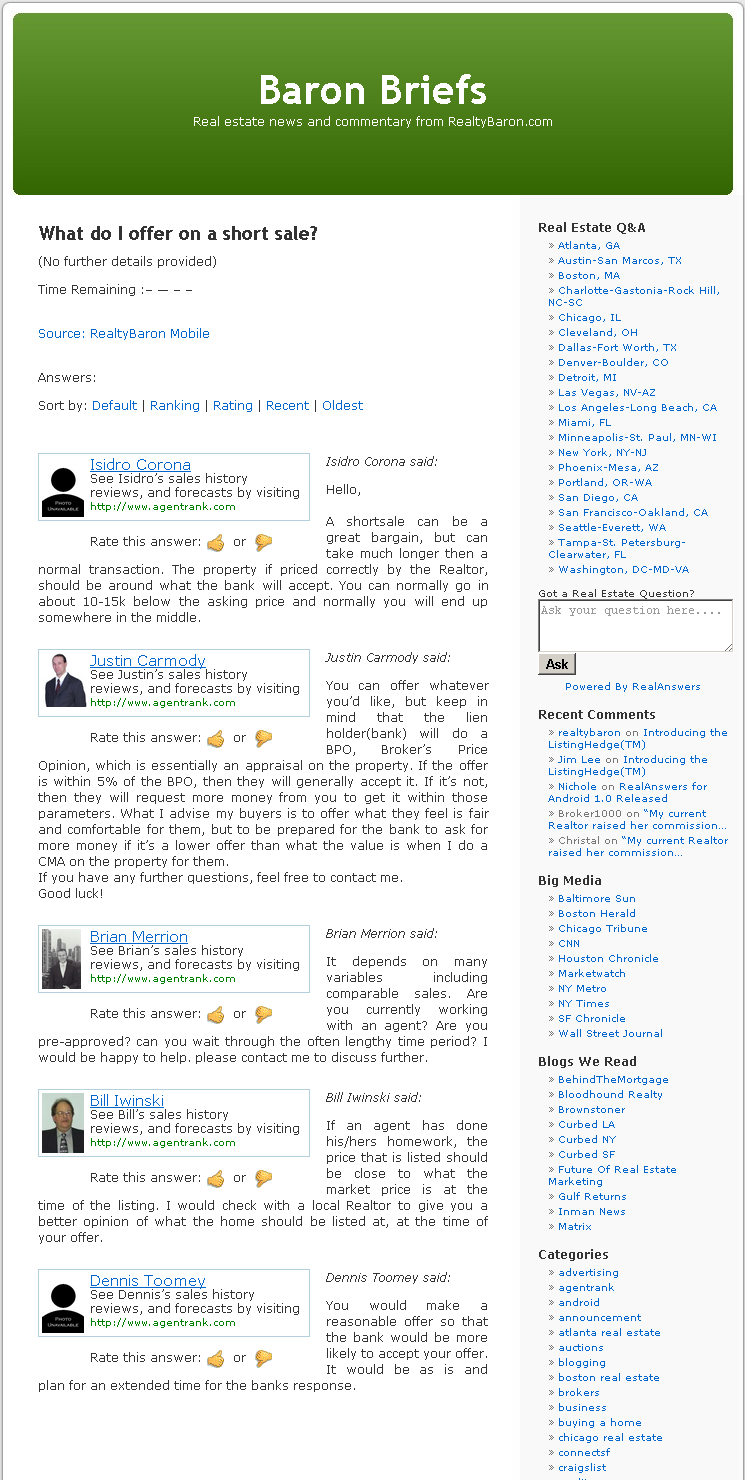 Baron Briefs
Real estate news and commentary from RealtyBaron.com
What do I offer on a short sale?
(No further details provided)
Time Remaining :– — – –
Source: RealtyBaron Mobile
Answers:
Sort by: Default | Ranking | Rating | Recent | Oldest
PHOTO
UNAVAILABLE
Isidro Corona
See Isidro’s sales history
reviews, and forecasts by visiting
http://www.agentrank.com
Rate this answer: or
Isidro Corona said:
Hello,
A shortsale can be a
great bargain, but can
take much longer then a
normal transaction. The property if priced correctly by the Realtor,
should be around what the bank will accept. You can normally go in
about 10-15k below the asking price and normally you will end up
somewhere in the middle.
Justin Carmody
See Justin’s sales history
reviews, and forecasts by visiting
http://www.agentrank.com
Rate this answer: or
Justin Carmody said:
You can offer whatever
you’d like, but keep in
mind that the lien
holder(bank) will do a
BPO, Broker’s Price
Opinion, which is essentially an appraisal on the property. If the offer
is within 5% of the BPO, then they will generally accept it. If it’s not,
then they will request more money from you to get it within those
parameters. What I advise my buyers is to offer what they feel is fair
and comfortable for them, but to be prepared for the bank to ask for
more money if it’s a lower offer than what the value is when I do a
CMA on the property for them.
If you have any further questions, feel free to contact me.
Good luck!
Brian Merrion
See Brian’s sales history
reviews, and forecasts by visiting
http://www.agentrank.com
Rate this answer: or
Brian Merrion said:
It depends on many
variables including
comparable sales. Are
you currently working
with an agent? Are you
pre-approved? can you wait through the often lengthy time period? I
would be happy to help. please contact me to discuss further.
Bill Iwinski
See Bill’s sales history
reviews, and forecasts by visiting
http://www.agentrank.com
Rate this answer: or
Bill Iwinski said:
If an agent has done
his/hers homework, the
price that is listed should
be close to what the
market price is at the
time of the listing. I would check with a local Realtor to give you a
better opinion of what the home should be listed at, at the time of
your offer.
PHOTO
UNAVAILABLE
Dennis Toomey
See Dennis’s sales history
reviews, and forecasts by visiting
http://www.agentrank.com
Rate this answer: or
Dennis Toomey said:
You would make a
reasonable offer so that
the bank would be more
likely to accept your offer.
It would be as is and
plan for an extended time for the banks response.
Real Estate Q&A
» Atlanta, GA
» Austin-San Marcos, TX
» Boston, MA
» Charlotte-Gastonia-Rock Hill,
NC-SC
» Chicago, IL
» Cleveland, OH
» Dallas-Fort Worth, TX
» Denver-Boulder, CO
» Detroit, MI
» Las Vegas, NV-AZ
» Los Angeles-Long Beach, CA
» Miami, FL
» Minneapolis-St. Paul, MN-WI
» New York, NY-NJ
» Phoenix-Mesa, AZ
» Portland, OR-WA
» San Diego, CA
» San Francisco-Oakland, CA
» Seattle-Everett, WA
» Tampa-St. Petersburg-
Clearwater, FL
» Washington, DC-MD-VA
Got a Real Estate Question?
Ask your question here....
Ask
Powered By RealAnswers
Recent Comments
» realtybaron on Introducing the
ListingHedge(TM)
» Jim Lee on Introducing the
ListingHedge(TM)
» Nichole on RealAnswers for
Android 1.0 Released
» Broker1000 on “My current
Realtor raised her commission...
» Christal on “My current Realtor
raised her commission...
Big Media
» Baltimore Sun
» Boston Herald
» Chicago Tribune
» CNN
» Houston Chronicle
» Marketwatch
» NY Metro
» NY Times
» SF Chronicle
» Wall Street Journal
Blogs We Read
» BehindTheMortgage
» Bloodhound Realty
» Brownstoner
» Curbed LA
» Curbed NY
» Curbed SF
» Future Of Real Estate
Marketing
» Gulf Returns
» Inman News
» Matrix
Categories
» advertising
» agentrank
» android
» announcement
» atlanta real estate
» auctions
» blogging
» boston real estate
» brokers
» business
» buying a home
» chicago real estate
» connectsf
» craigslist